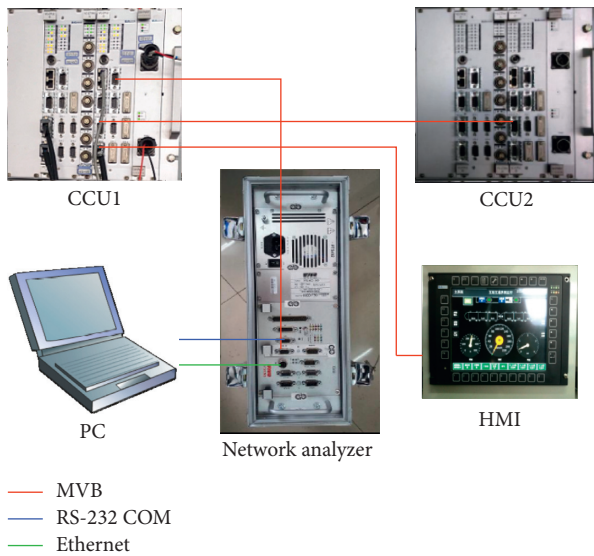 CCU1
CCU2
PC
HMI
Network analyzer
MVB
RS-232 COM
Ethernet